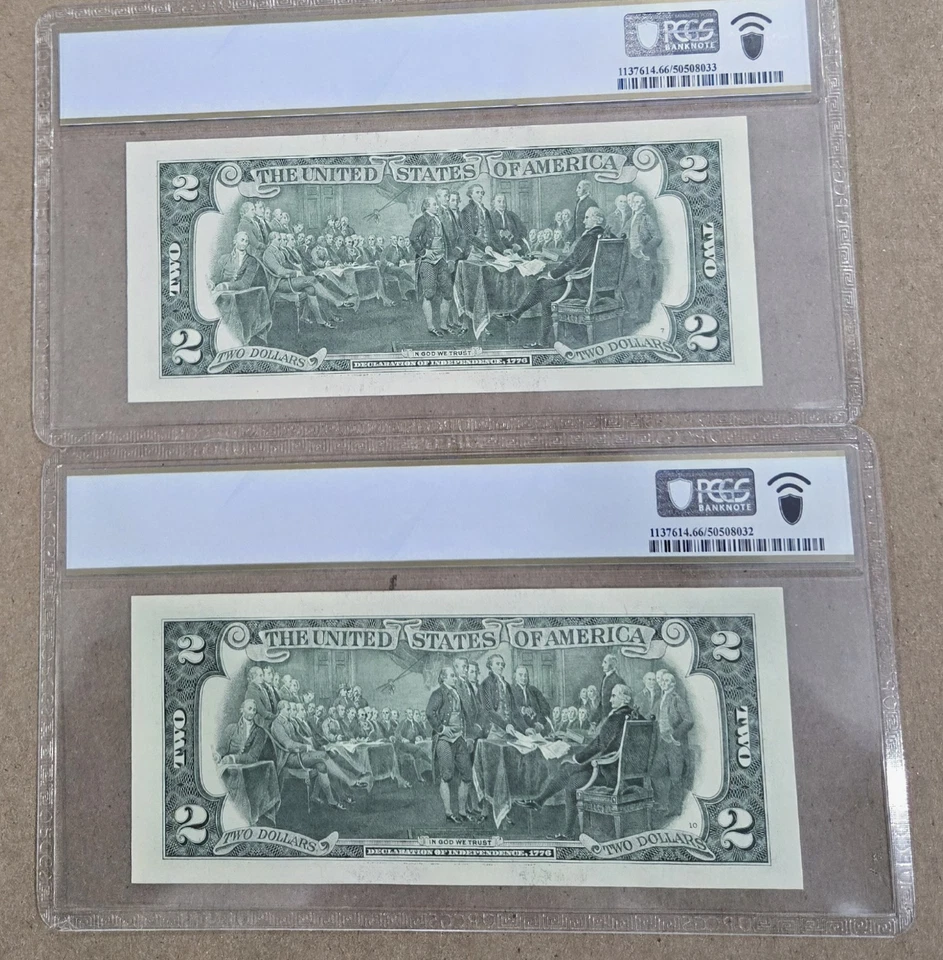 PCGS
BANKNOTE
1137614.66/50508033
2 THE UNITED STATES OF AMERICA 2
TWO TWO
7
2 TWO DOLLARS IN GOD WE TRUST TWO DOLLARS 2
DECLARATION OF INDEPENDENCE, 1776
PCGS
BANKNOTE
1137614.66/50508032
2 THE UNITED STATES OF AMERICA 2
TWO TWO
10
2 TWO DOLLARS IN GOD WE TRUST TWO DOLLARS 2
DECLARATION OF INDEPENDENCE, 1776